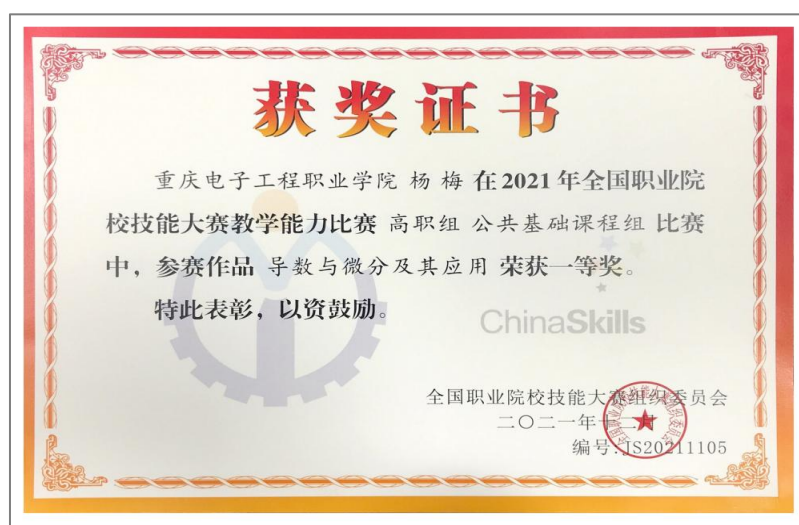 获奖证书
重庆电子工程职业学院 杨梅 在2021年全国职业院
校技能大赛教学能力比赛 高职组 公共基础课程组 比赛
中，参赛作品 导数与微分及其应用 荣获一等奖。
特此表彰，以资鼓励。
ChinaSkills
全国职业院校技能大赛组织委员会
二〇二一年十二月
编号:JS20211105